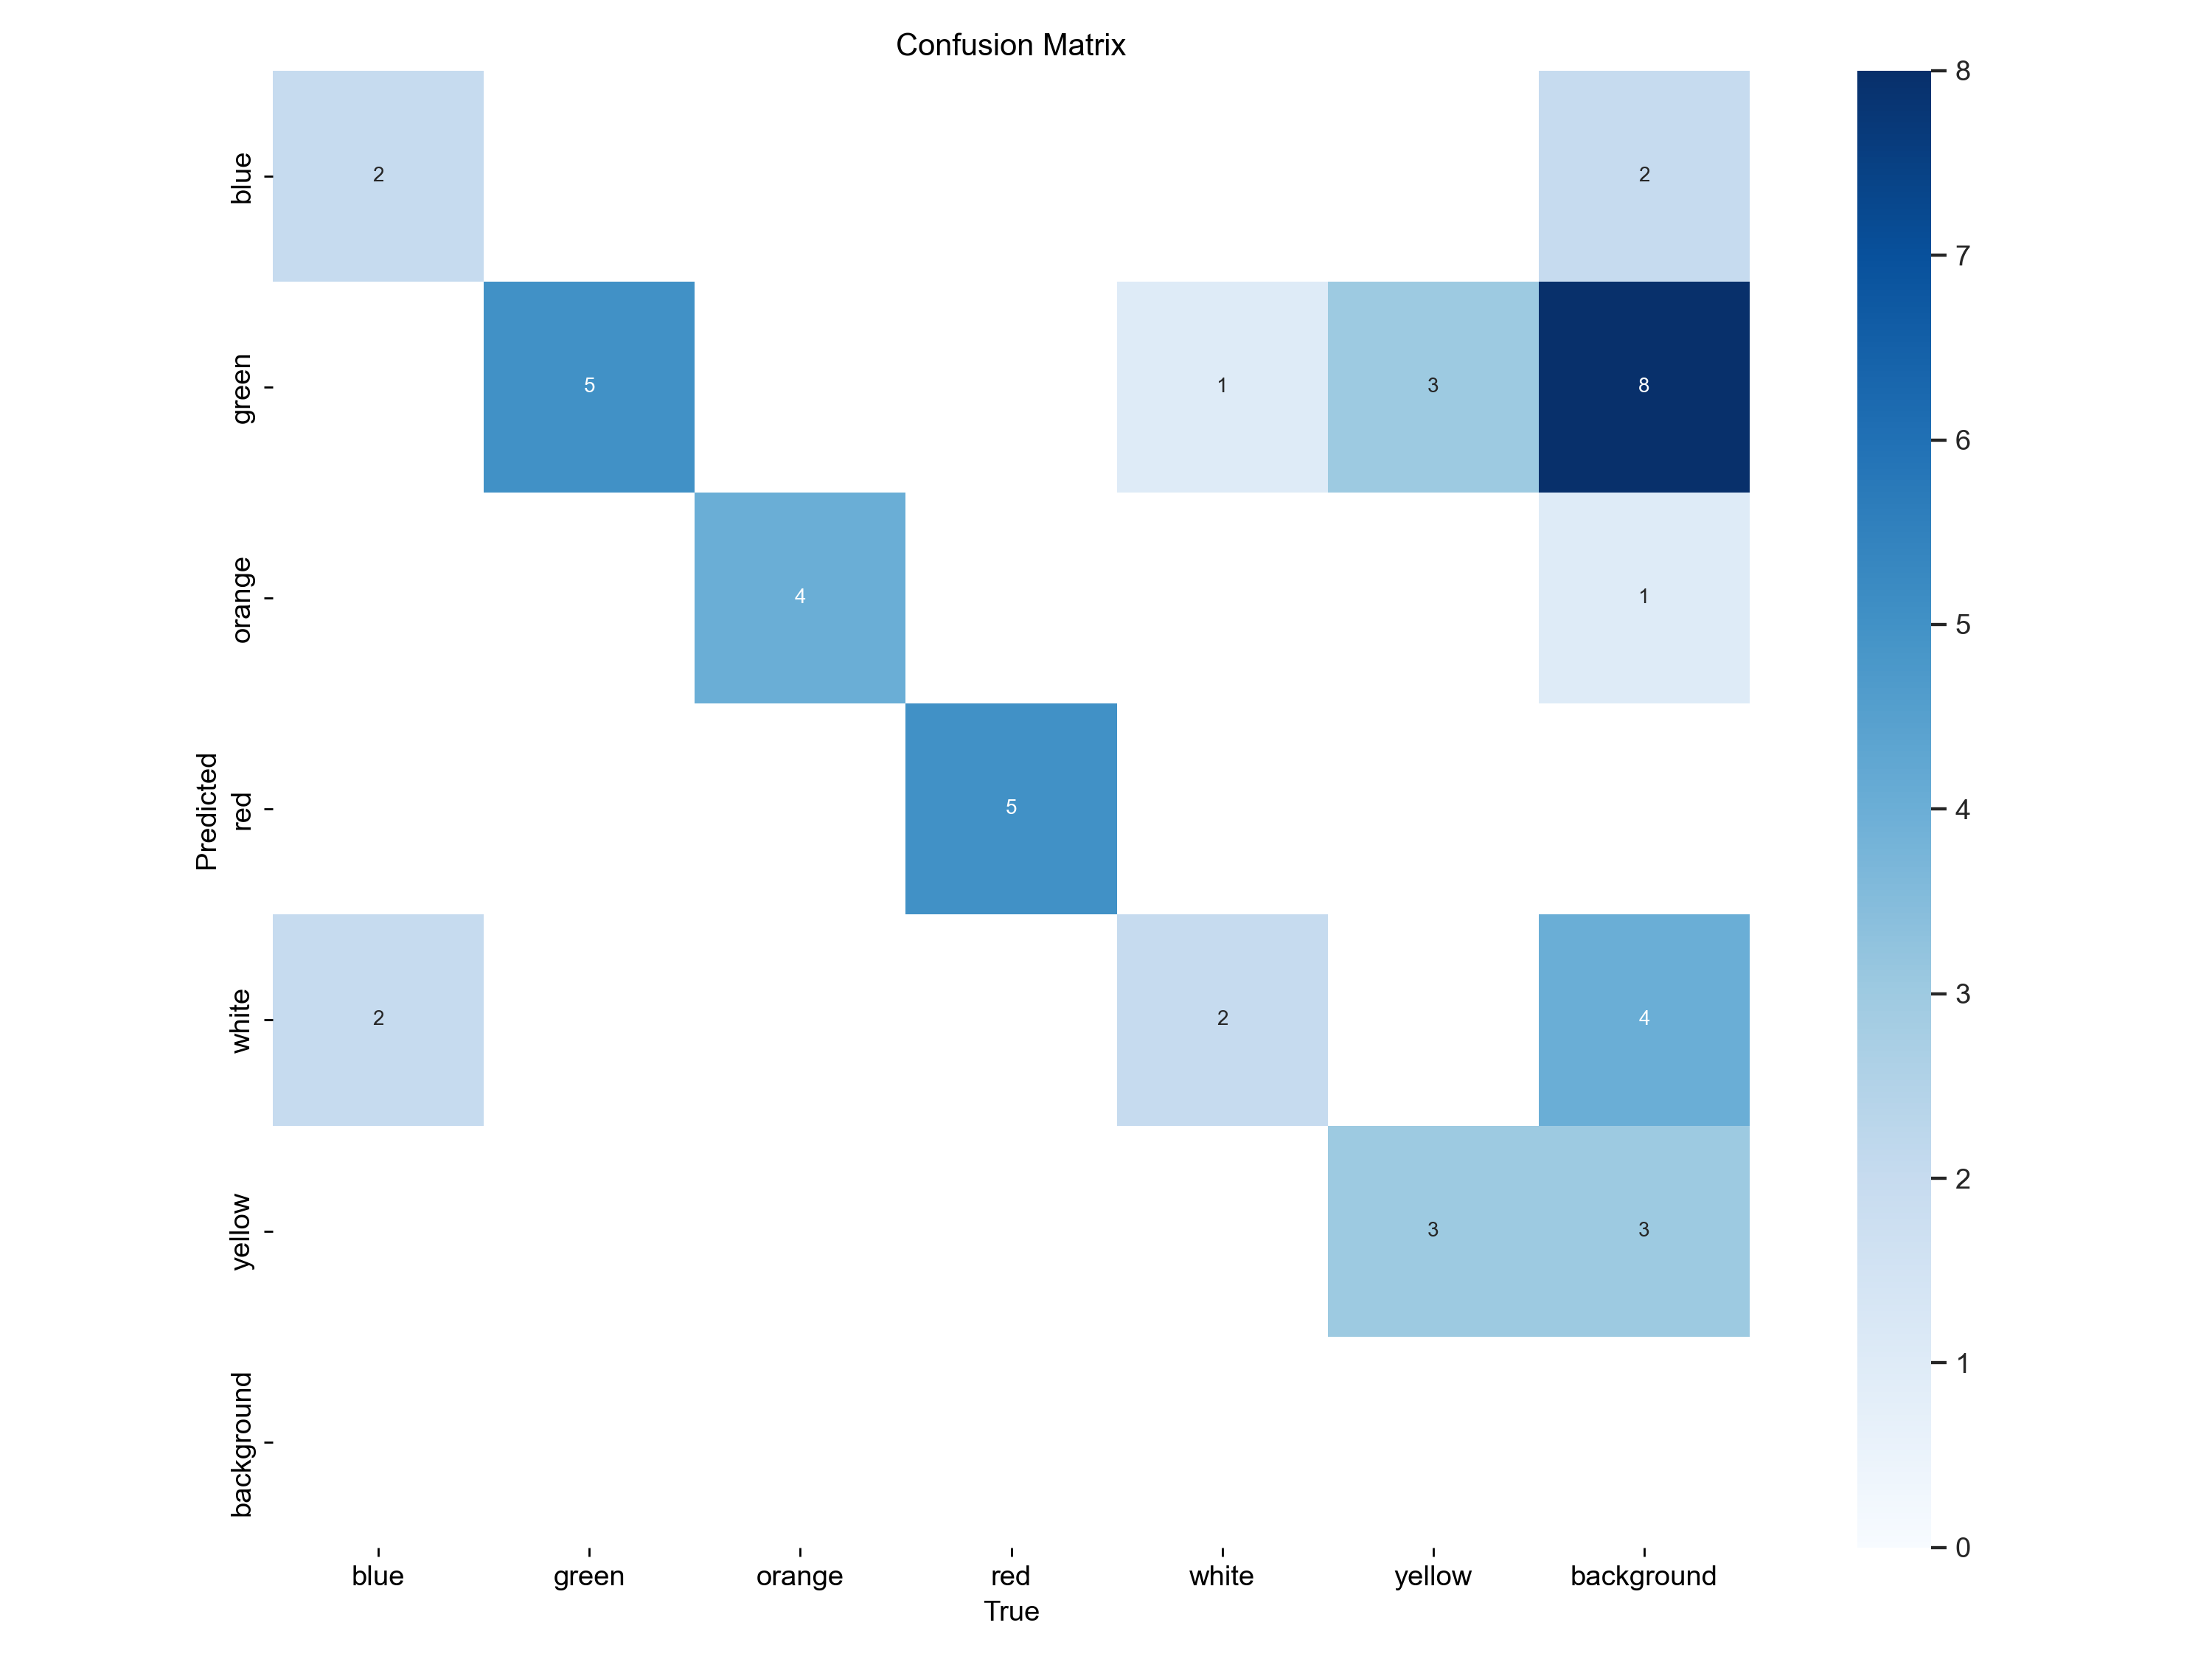 Confusion Matrix
blue
2
2
8
7
green
5
1
3
8
6
orange
4
1
5
Predicted
red
5
4
white
2
2
4
3
yellow
3
3
2
background
1
0
blue green orange red white yellow background
True